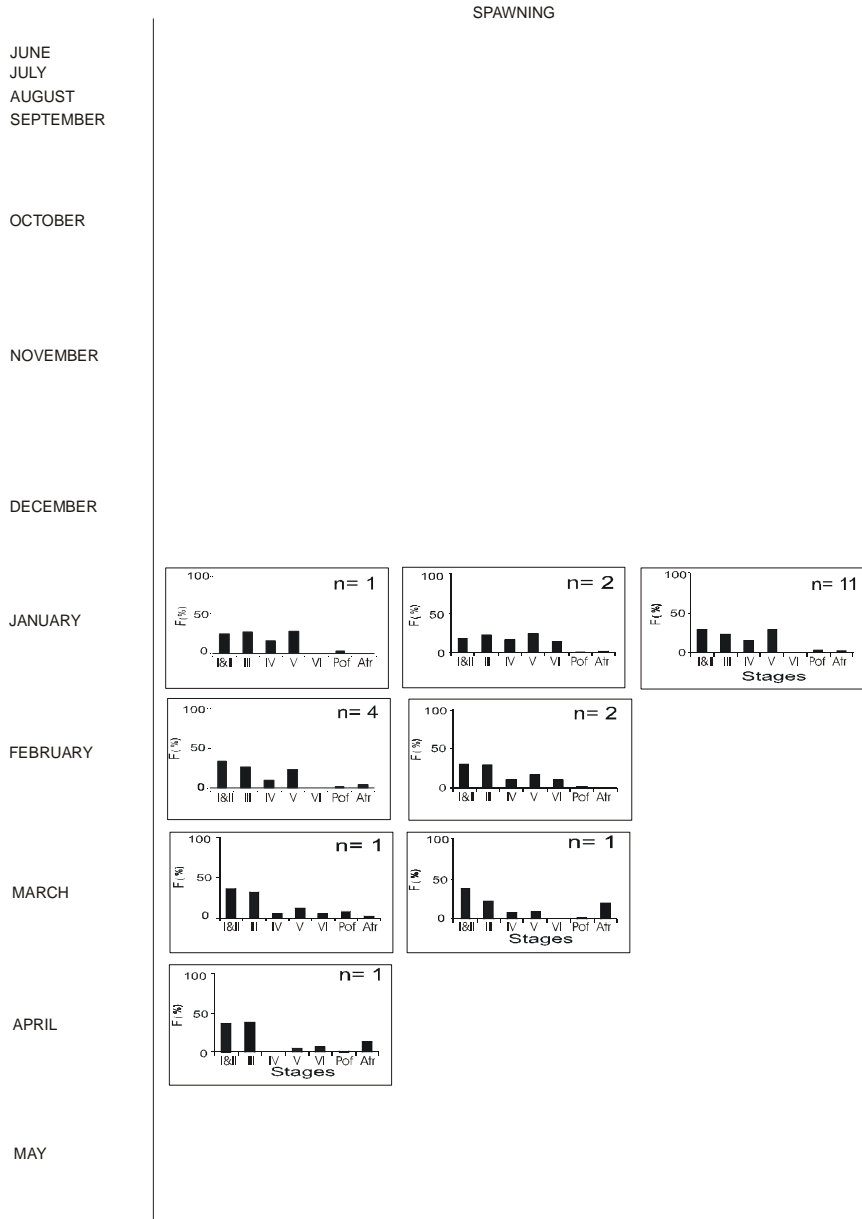 SPAWNING
JUNE
JULY
AUGUST
SEPTEMBER
OCTOBER
NOVEMBER
DECEMBER
JANUARY
100
50
0
F(%)
n= 1
I&II III IV V VI Pof Atr
100
50
0
F(%)
n= 2
I&II III IV V VI Pof Atr
100
50
0
F(%)
n= 11
I&II III IV V VI Pof Atr
Stages
FEBRUARY
100
50
0
F(%)
n= 4
I&II III IV V VI Pof Atr
100
50
0
F(%)
n= 2
I&II III IV V VI Pof Atr
MARCH
100
50
0
F(%)
n= 1
I&II III IV V VI Pof Atr
100
50
0
F(%)
n= 1
I&II III IV V VI Pof Atr
Stages
APRIL
100
50
0
F(%)
n= 1
I&II III IV V VI Pof Atr
Stages
MAY